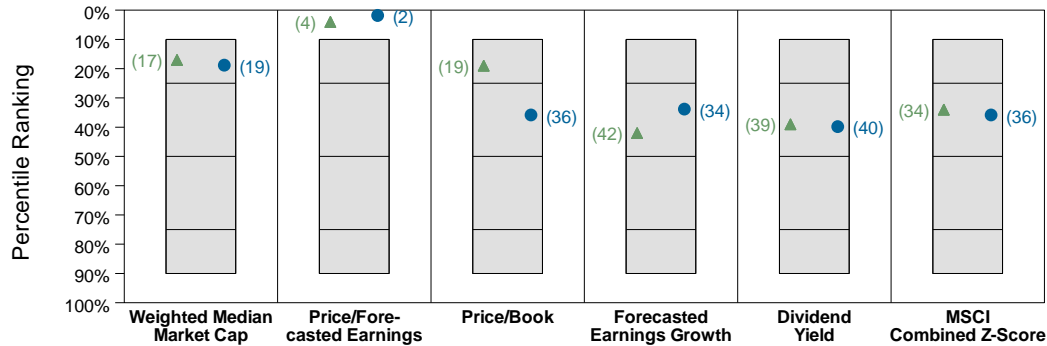 Percentile Ranking
0%
10%
20%
30%
40%
50%
60%
70%
80%
90%
100%
(17)
(19)
(4)
(2)
(19)
(36)
(42)
(34)
(39)
(40)
(34)
(36)
Weighted Median
Market Cap
Price/Fore-
casted Earnings
Price/Book
Forecasted
Earnings Growth
Dividend
Yield
MSCI
Combined Z-Score